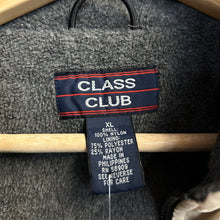 CLASS
CLUB
XL
SHELL
100% NYLON
LINING
75% POLYESTER
25% RAYON
MADE IN
PHILIPPINES
RN 58909
SEE REVERSE
FOR CARE